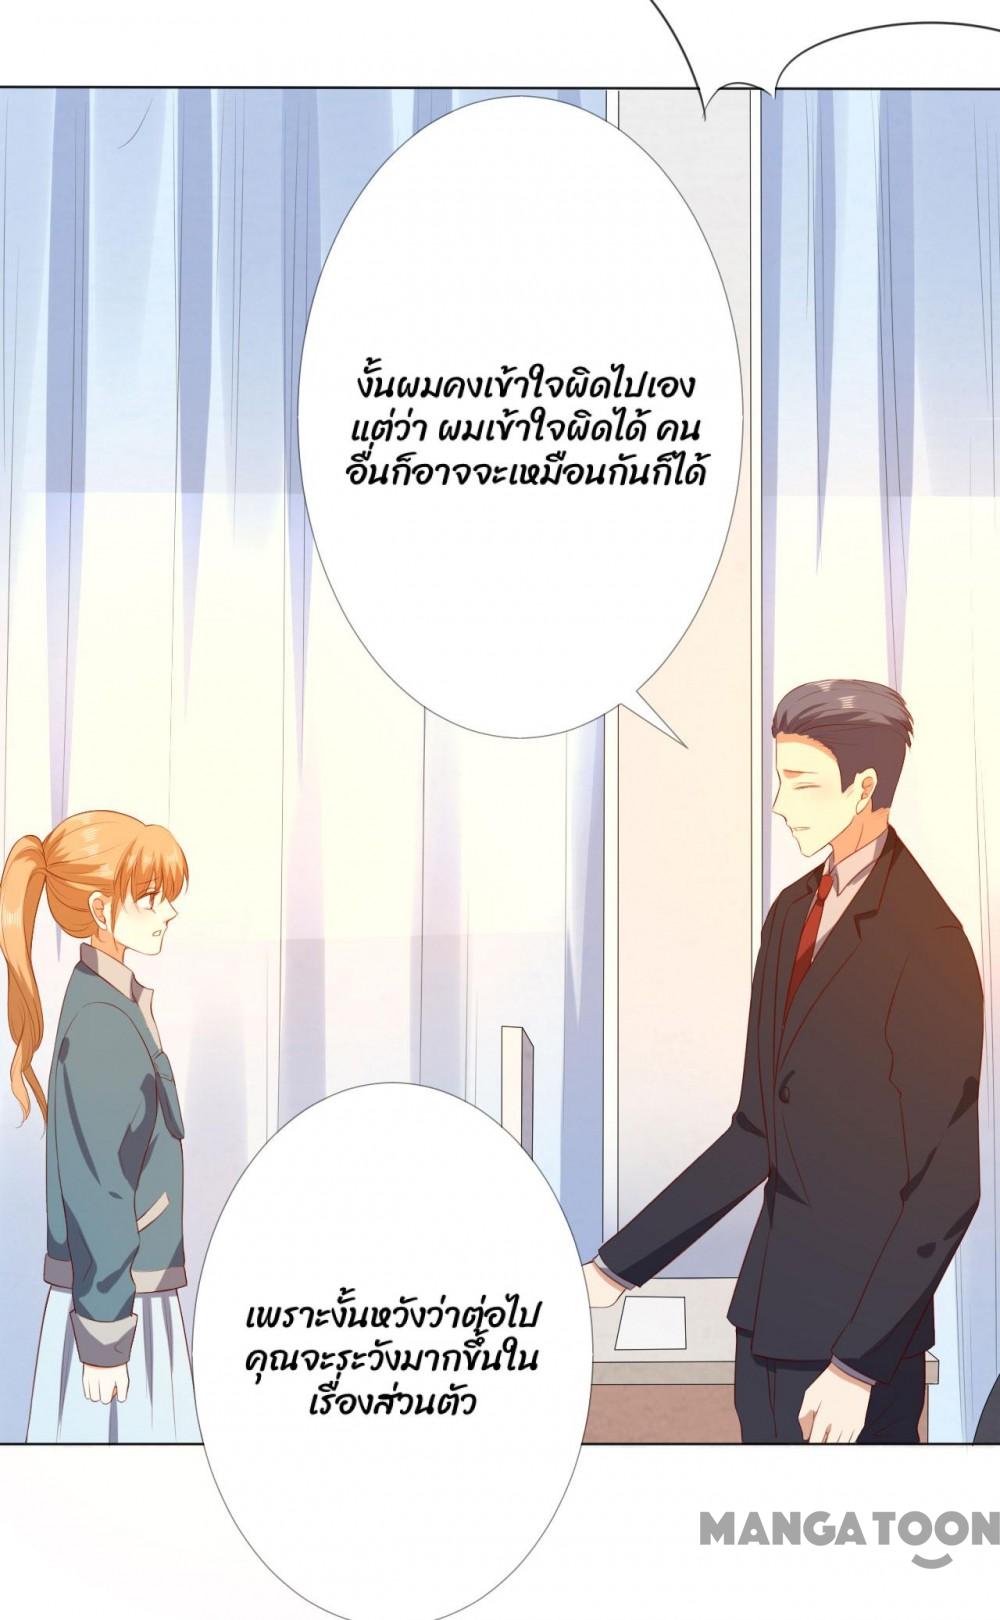 งั้นผมคงเข้าใจผิดไปเอง
แต่ว่า ผมเข้าใจผิดได้ คน
อื่นก็อาจจะเหมือนกันก็ได้
เพราะงั้นหวังว่าต่อไป
คุณจะระวังมากขึ้นใน
เรื่องส่วนตัว
MANGATOON